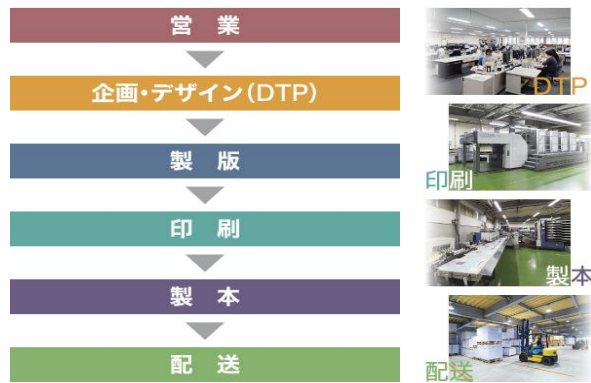 営 業
企画・デザイン（DTP）
製 版
印 刷
製 本
配 送
DTP
印刷
製本
配送